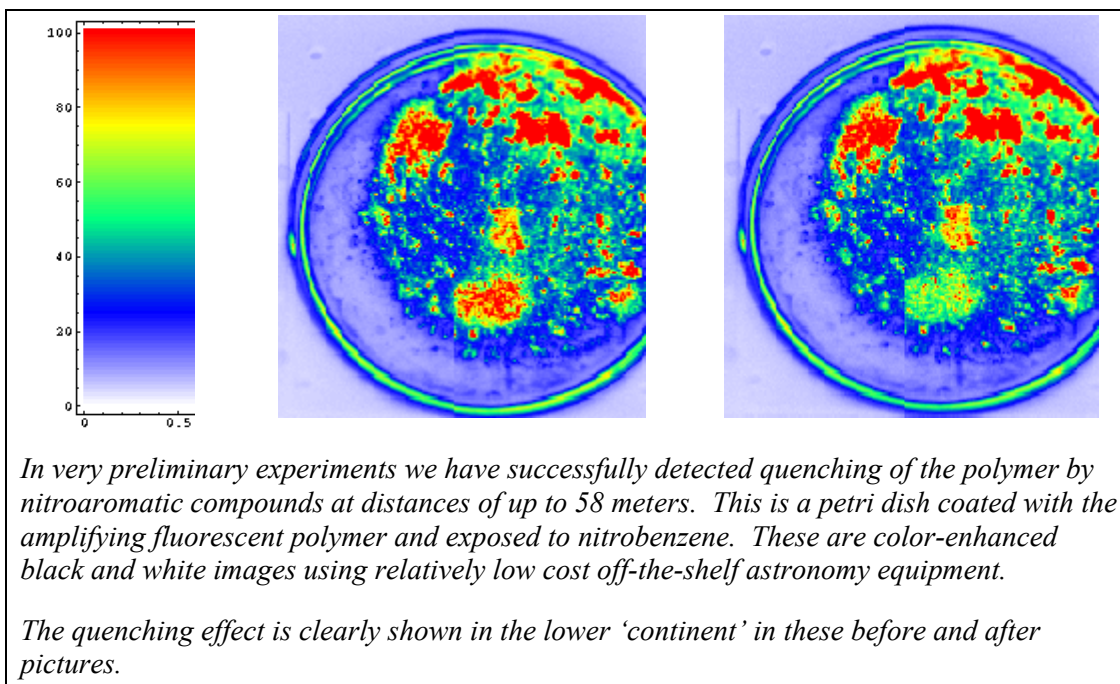 100
80
60
40
20
0
0
0.5
In very preliminary experiments we have successfully detected quenching of the polymer by
nitroaromatic compounds at distances of up to 58 meters. This is a petri dish coated with the
amplifying fluorescent polymer and exposed to nitrobenzene. These are color-enhanced
black and white images using relatively low cost off-the-shelf astronomy equipment.
The quenching effect is clearly shown in the lower ‘continent’ in these before and after
pictures.